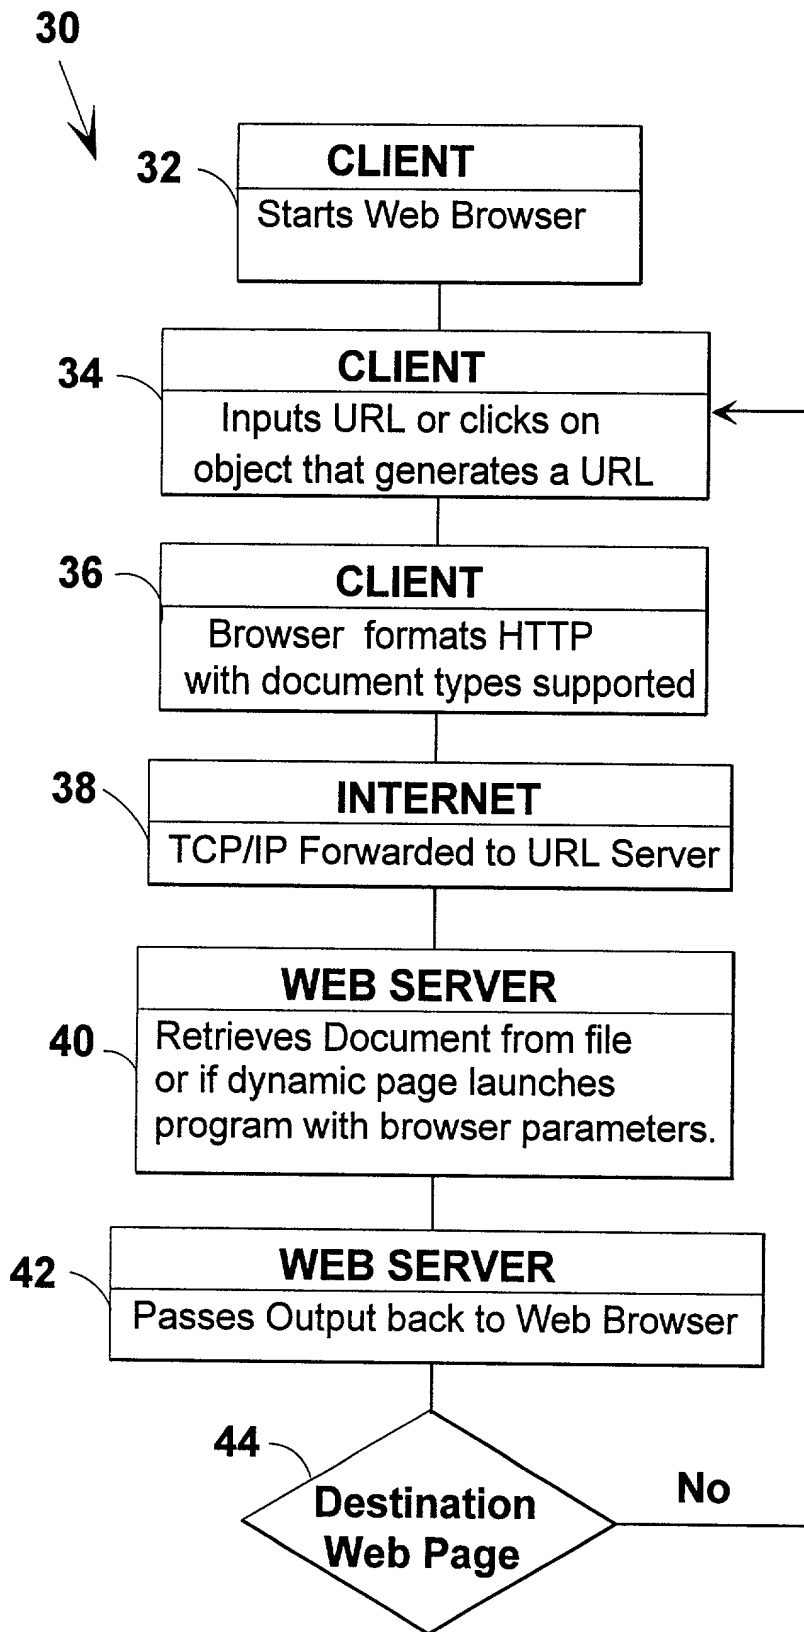 30
32
CLIENT
Starts Web Browser
34
CLIENT
Inputs URL or clicks on
object that generates a URL
36
CLIENT
Browser formats HTTP
with document types supported
38
INTERNET
TCP/IP Forwarded to URL Server
40
WEB SERVER
Retrieves Document from file
or if dynamic page launches
program with browser parameters.
42
WEB SERVER
Passes Output back to Web Browser
44
Destination
Web Page
No